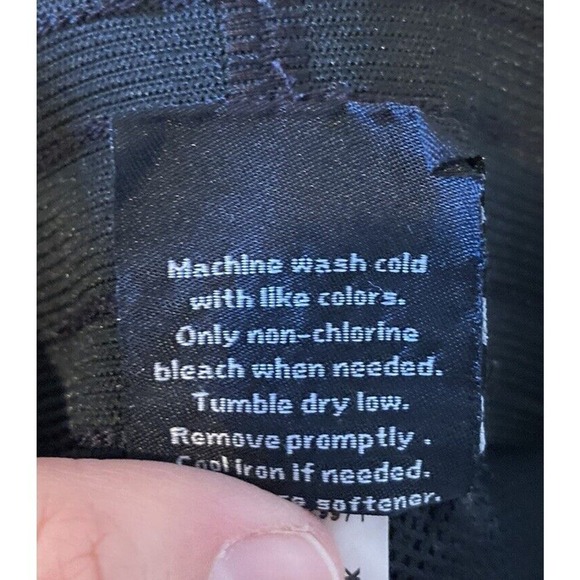 Machine wash cold
with like colors.
Only non-chlorine
bleach when needed.
Tumble dry low.
Remove promptly .
Cool iron if needed.
softener.